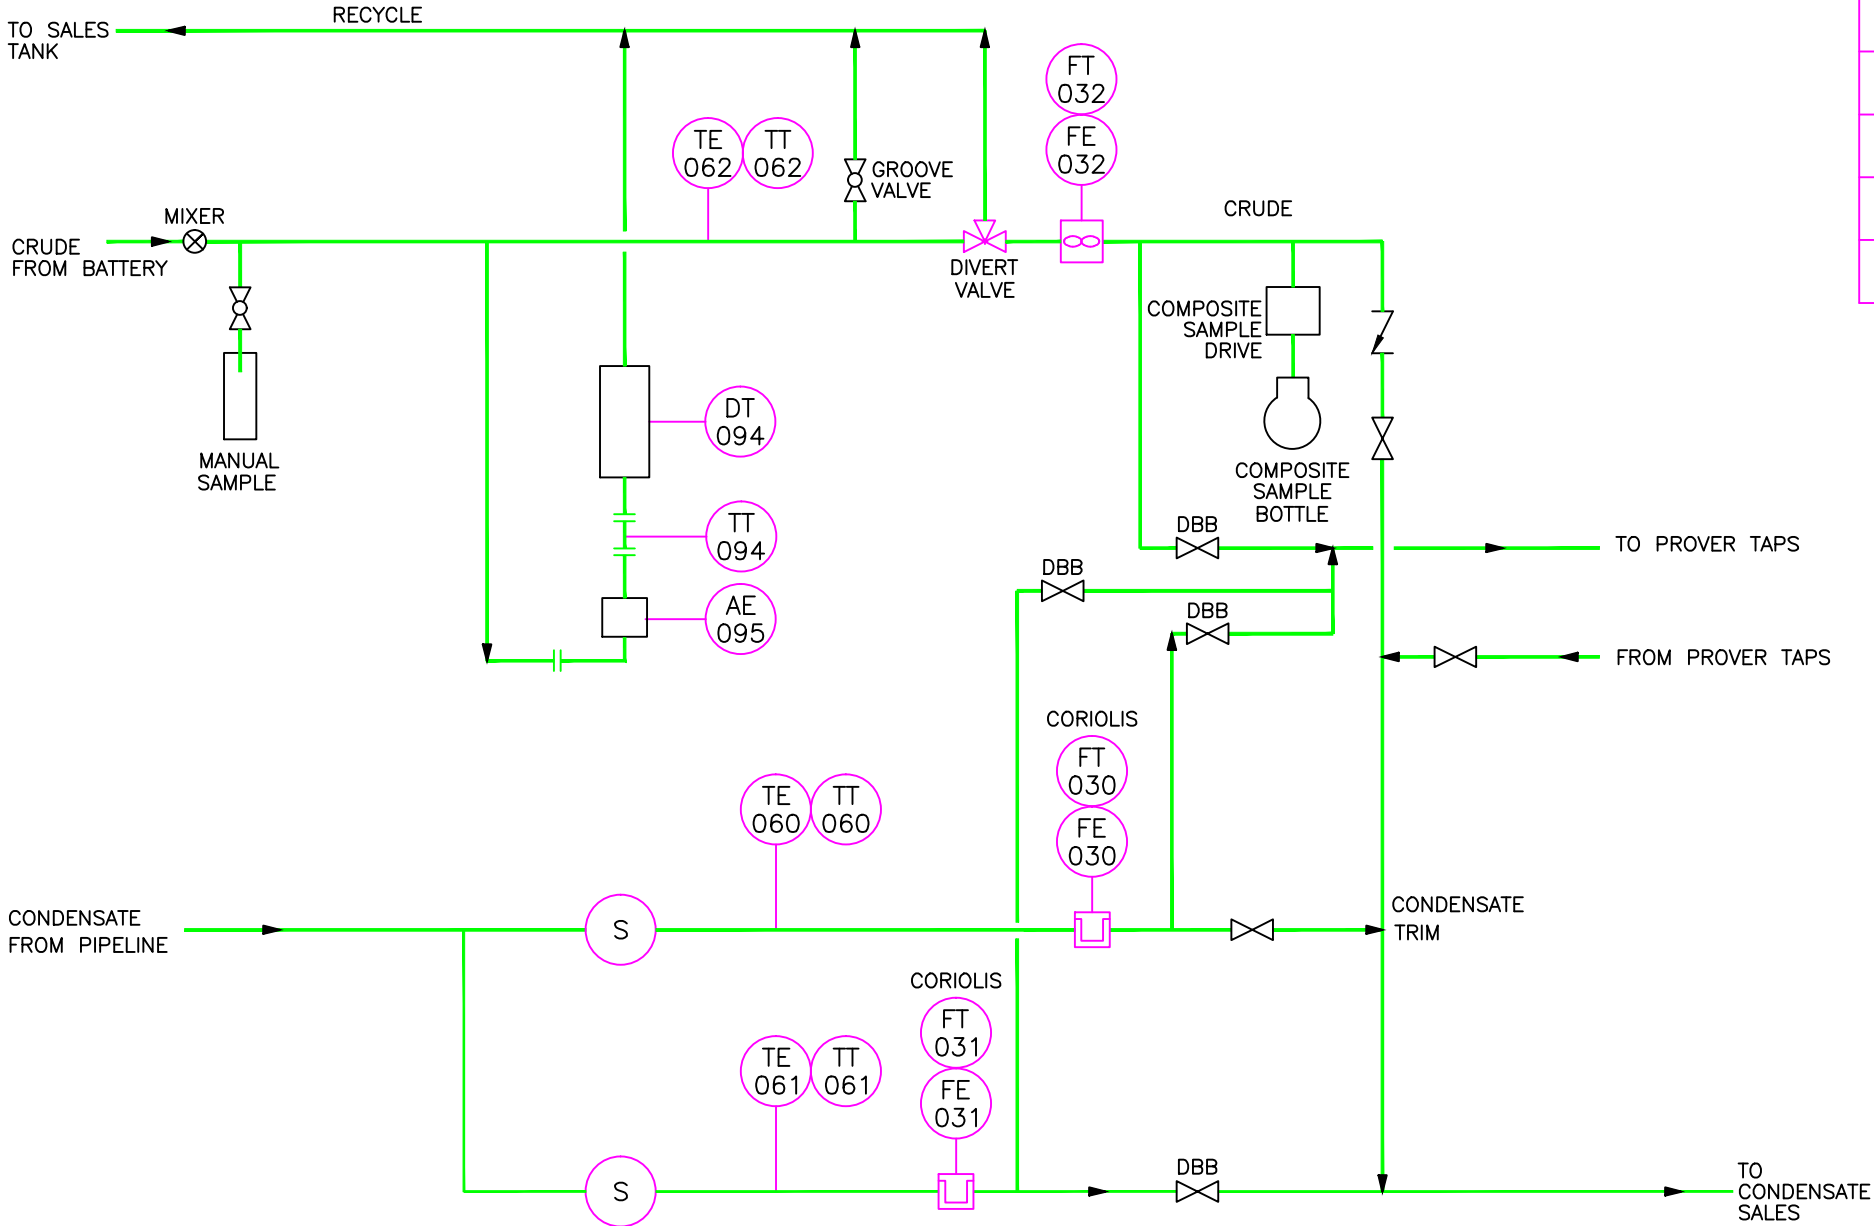 RECYCLE
TO SALES
TANK
FT
032
FE
032
TE
062
TT
062
GROOVE
VALVE
MIXER
CRUDE
CRUDE
FROM BATTERY
DIVERT
VALVE
COMPOSITE
SAMPLE
DRIVE
DT
094
MANUAL
SAMPLE
COMPOSITE
SAMPLE
BOTTLE
TT
094
DBB
TO PROVER TAPS
DBB
AE
095
DBB
FROM PROVER TAPS
CORIOLIS
FT
030
FE
030
TE
060
TT
060
CONDENSATE
FROM PIPELINE
S
CONDENSATE
TRIM
CORIOLIS
FT
031
FE
031
TE
061
TT
061
S
DBB
TO
CONDENSATE
SALES